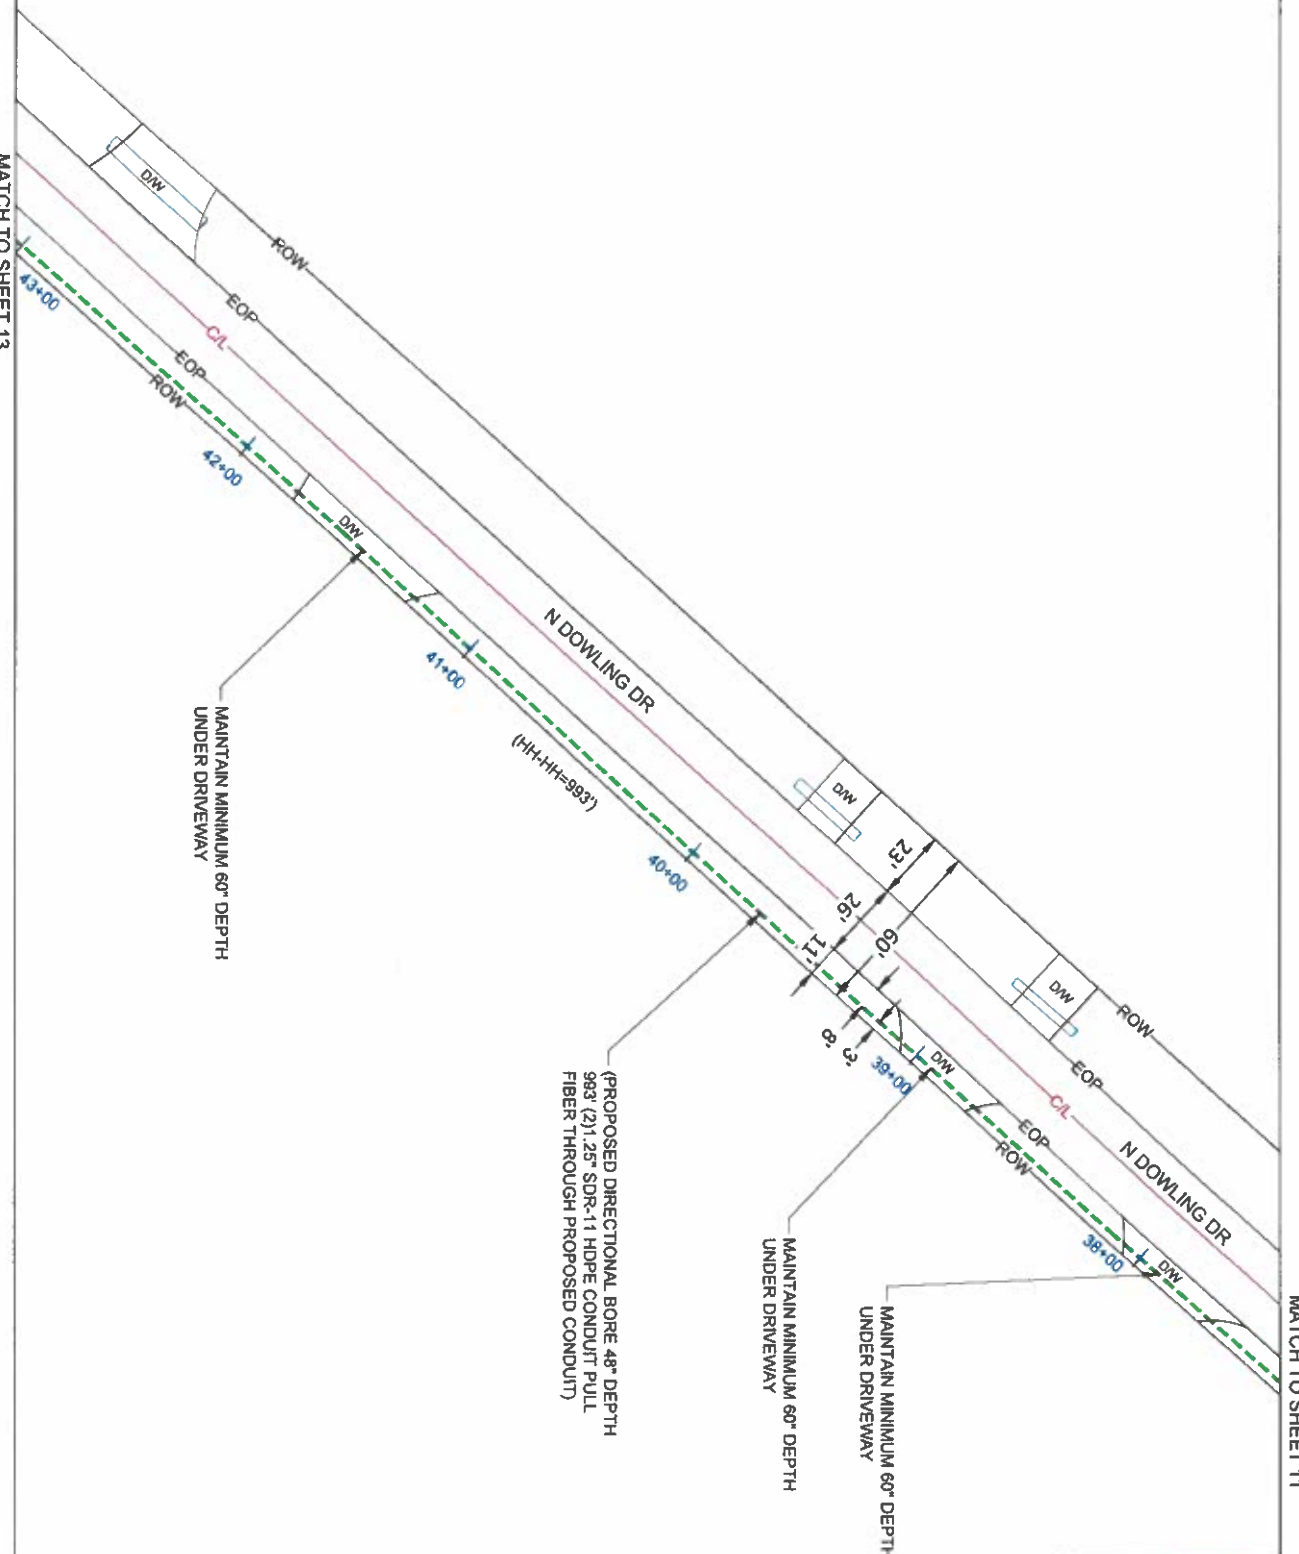 MATCH TO SHEET 11
ROW
EOP
C/L
N DOWLING DR
D/W
D/W
38+00
MAINTAIN MINIMUM 60" DEPTH
UNDER DRIVEWAY
EOP
ROW
D/W
39+00
MAINTAIN MINIMUM 60" DEPTH
UNDER DRIVEWAY
D/W
23'
26'
11'
60'
8'
3'
(PROPOSED DIRECTIONAL BORE 48" DEPTH
993' (2)1.25" SDR-11 HDPE CONDUIT PULL
FIBER THROUGH PROPOSED CONDUIT)
40+00
N DOWLING DR
(HH-HH=993')
41+00
D/W
MAINTAIN MINIMUM 60" DEPTH
UNDER DRIVEWAY
42+00
ROW
EOP
C/L
EOP
ROW
D/W
43+00
MATCH TO SHEET 13